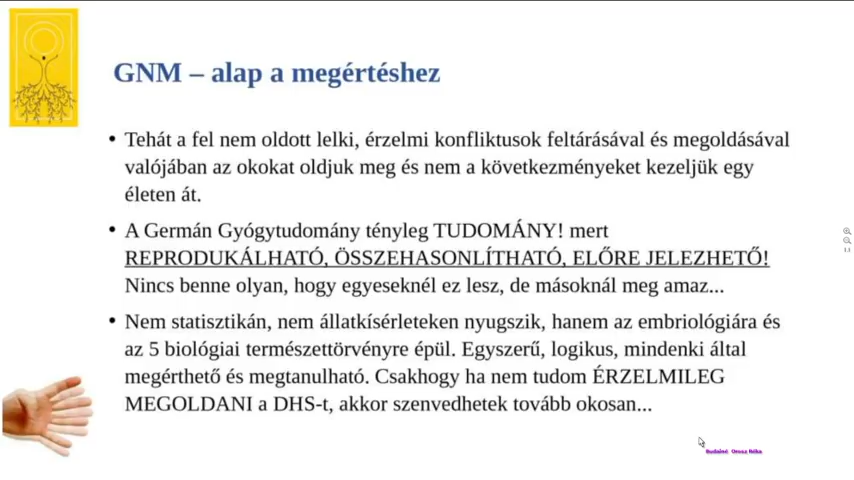 GNM – alap a megértéshez
• Tehát a fel nem oldott lelki, érzelmi konfliktusok feltárásával és megoldásával
valójában az okokat oldjuk meg és nem a következményeket kezeljük egy
életen át.
• A Germán Gyógytudomány tényleg TUDOMÁNY! mert
REPRODUKÁLHATÓ, ÖSSZEHASONLÍTHATÓ, ELŐRE JELEZHETŐ!
Nincs benne olyan, hogy egyeseknél ez lesz, de másoknál meg amaz...
• Nem statisztikán, nem állatkísérleteken nyugszik, hanem az embriológiára és
az 5 biológiai természettörvényre épül. Egyszerű, logikus, mindenki által
megérthető és megtanulható. Csakhogy ha nem tudom ÉRZELMILEG
MEGOLDANI a DHS-t, akkor szenvedhetek tovább okosan...
Budainé Orosz Réka